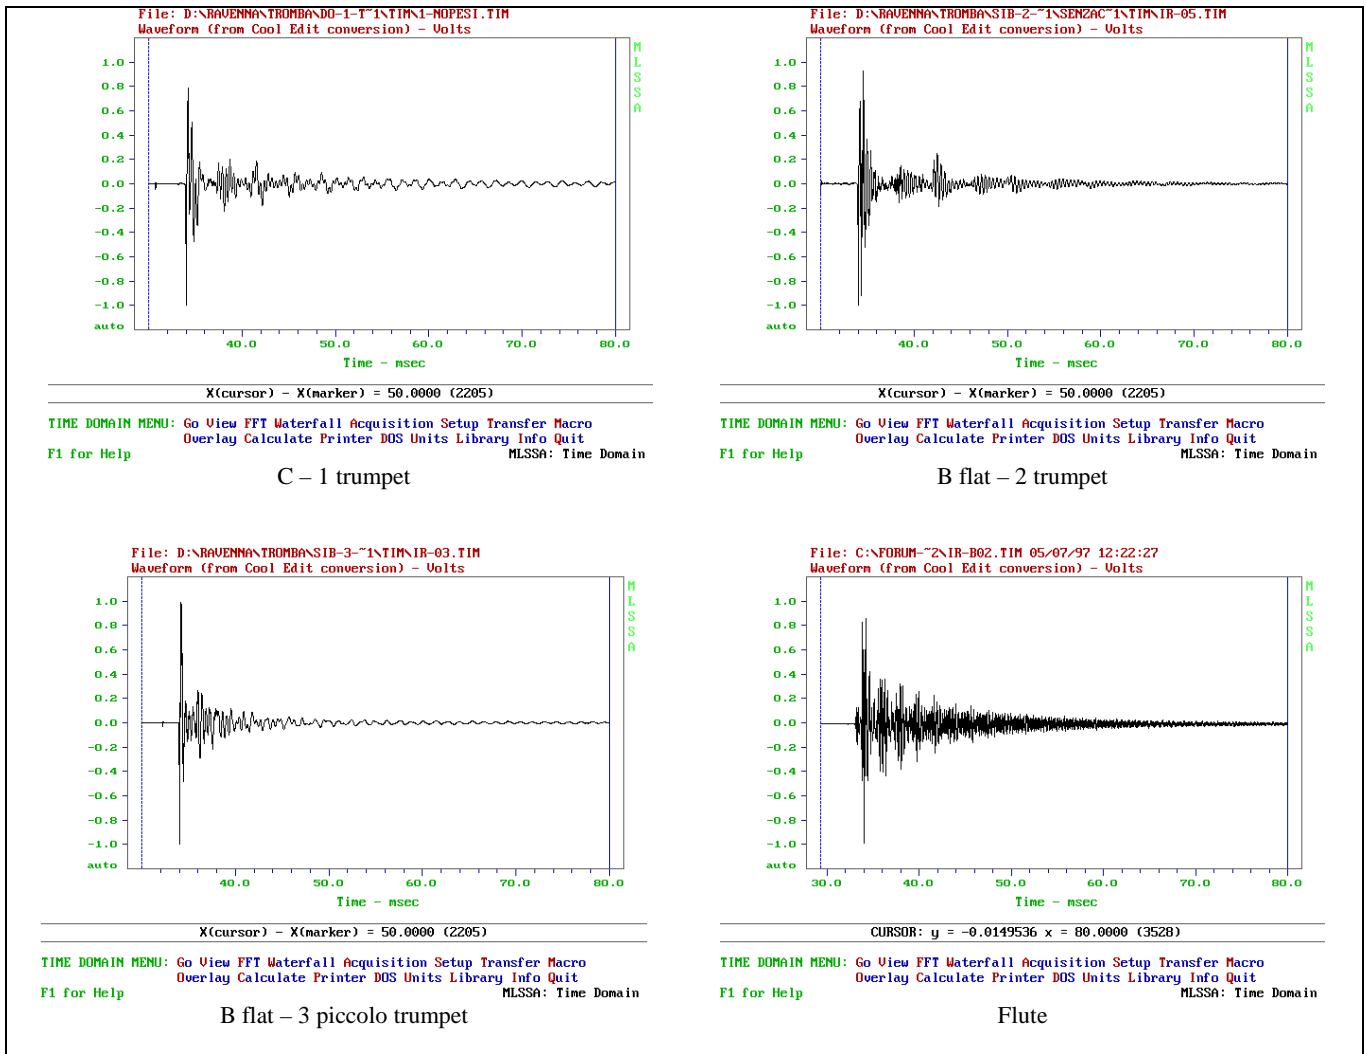 File: D:\RAVENNA\TROMBA\DO-1-T~1\TIM\1-NOPESI.TIM
Waveform (from Cool Edit conversion) - Volts
MLSSA
1.0
0.8
0.6
0.4
0.2
0.0
-0.2
-0.4
-0.6
-0.8
-1.0
auto
40.0 50.0 60.0 70.0 80.0
Time - msec
X(cursor) - X(marker) = 50.0000 (2205)
TIME DOMAIN MENU: Go View FFT Waterfall Acquisition Setup Transfer Macro
Overlay Calculate Printer DOS Units Library Info Quit
F1 for Help MLSSA: Time Domain
C – 1 trumpet
File: D:\RAVENNA\TROMBA\SIB-2-~1\SENZAC~1\TIM\IR-05.TIM
Waveform (from Cool Edit conversion) - Volts
MLSSA
1.0
0.8
0.6
0.4
0.2
0.0
-0.2
-0.4
-0.6
-0.8
-1.0
auto
40.0 50.0 60.0 70.0 80.0
Time - msec
X(cursor) - X(marker) = 50.0000 (2205)
TIME DOMAIN MENU: Go View FFT Waterfall Acquisition Setup Transfer Macro
Overlay Calculate Printer DOS Units Library Info Quit
F1 for Help MLSSA: Time Domain
B flat – 2 trumpet
File: D:\RAVENNA\TROMBA\SIB-3-~1\TIM\IR-03.TIM
Waveform (from Cool Edit conversion) - Volts
MLSSA
1.0
0.8
0.6
0.4
0.2
0.0
-0.2
-0.4
-0.6
-0.8
-1.0
auto
40.0 50.0 60.0 70.0 80.0
Time - msec
X(cursor) - X(marker) = 50.0000 (2205)
TIME DOMAIN MENU: Go View FFT Waterfall Acquisition Setup Transfer Macro
Overlay Calculate Printer DOS Units Library Info Quit
F1 for Help MLSSA: Time Domain
B flat – 3 piccolo trumpet
File: C:\FORUM-~2\IR-B02.TIM 05/07/97 12:22:27
Waveform (from Cool Edit conversion) - Volts
MLSSA
1.0
0.8
0.6
0.4
0.2
0.0
-0.2
-0.4
-0.6
-0.8
-1.0
auto
30.0 40.0 50.0 60.0 70.0 80.0
Time - msec
CURSOR: y = -0.0149536 x = 80.0000 (3528)
TIME DOMAIN MENU: Go View FFT Waterfall Acquisition Setup Transfer Macro
Overlay Calculate Printer DOS Units Library Info Quit
F1 for Help MLSSA: Time Domain
Flute